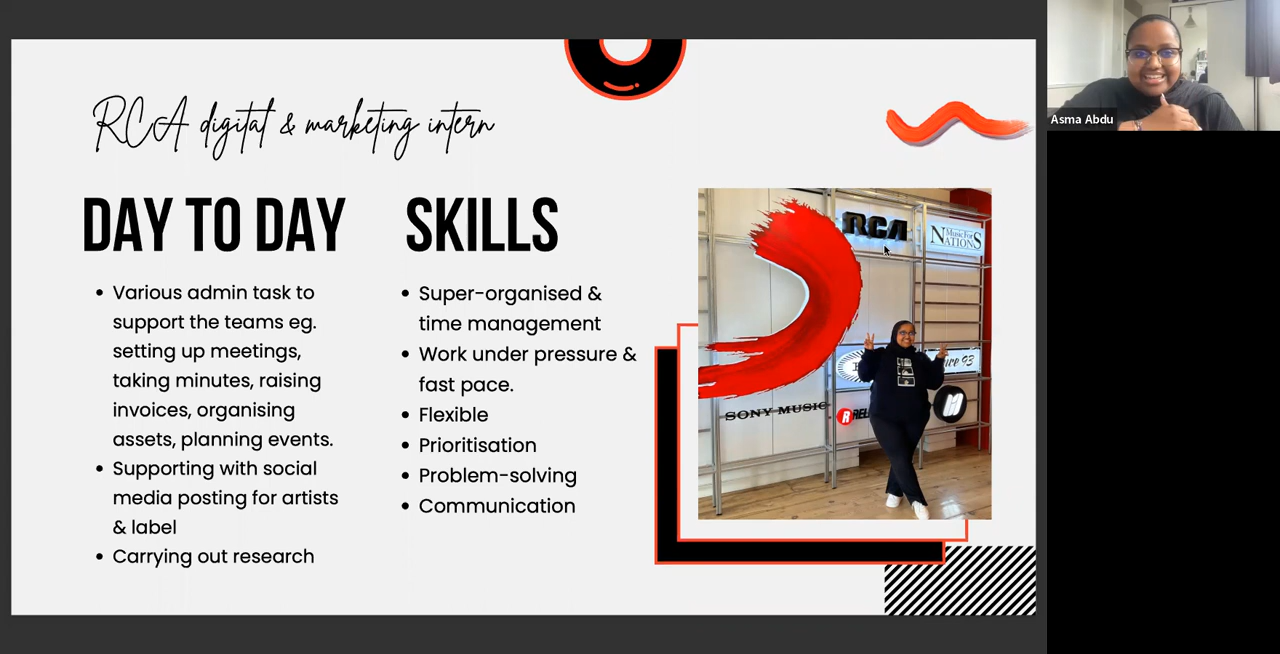 RCA digital & marketing intern
DAY TO DAY
• Various admin task to
support the teams eg.
setting up meetings,
taking minutes, raising
invoices, organising
assets, planning events.
• Supporting with social
media posting for artists
& label
• Carrying out research
SKILLS
• Super-organised &
time management
• Work under pressure &
fast pace.
• Flexible
• Prioritisation
• Problem-solving
• Communication
RCA
Music For
NATIONS
SONY MUSIC
Asma Abdu